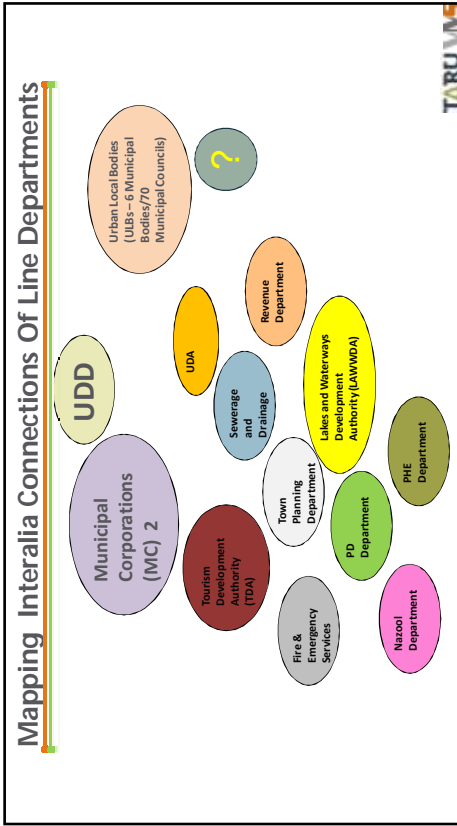 Mapping Interalia Connections Of Line Departments
UDD
Municipal
Corporations
(MC) 2
Urban Local Bodies
(ULBs – 6 Municipal
Bodies/70
Municipal Councils)
?
UDA
Tourism
Development
Authority
(TDA)
Sewerage
and
Drainage
Revenue
Department
Town
Planning
Department
Fire &
Emergency
Services
Lakes and Waterways
Development
Authority (LAWWDA)
PD
Department
PHE
Department
Nazool
Department
TARU